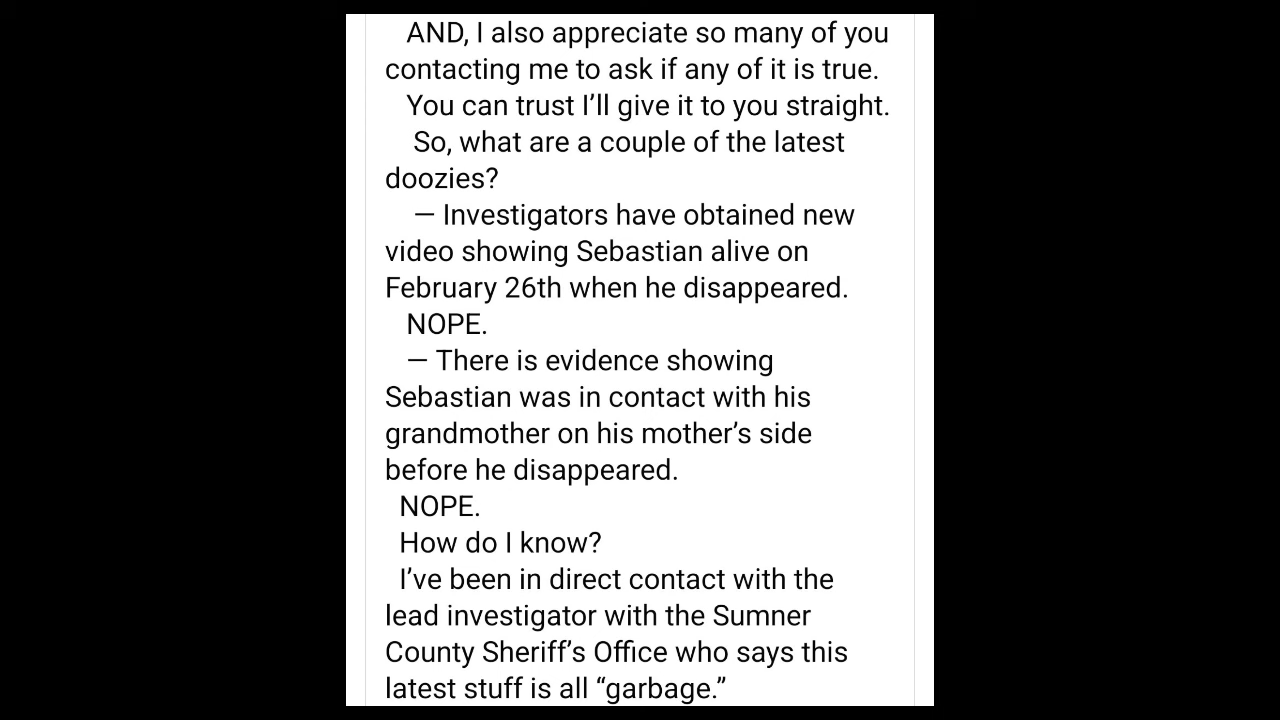 AND, I also appreciate so many of you
contacting me to ask if any of it is true.
You can trust I’ll give it to you straight.
So, what are a couple of the latest
doozies?
— Investigators have obtained new
video showing Sebastian alive on
February 26th when he disappeared.
NOPE.
— There is evidence showing
Sebastian was in contact with his
grandmother on his mother’s side
before he disappeared.
NOPE.
How do I know?
I’ve been in direct contact with the
lead investigator with the Sumner
County Sheriff’s Office who says this
latest stuff is all “garbage.”